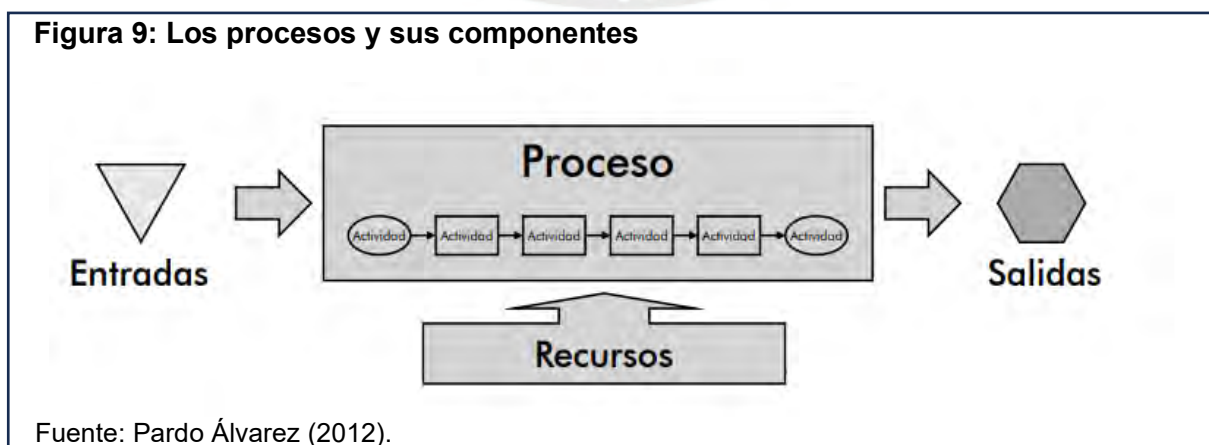 Figura 9: Los procesos y sus componentes
Proceso
Actividad Actividad Actividad Actividad Actividad Actividad
Entradas
Salidas
Recursos
Fuente: Pardo Álvarez (2012).